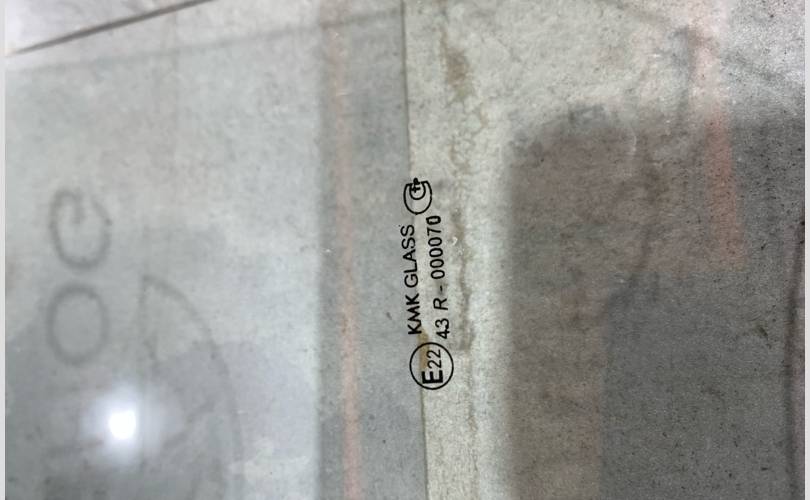 KMK GLASS
E22 43 R - 000070